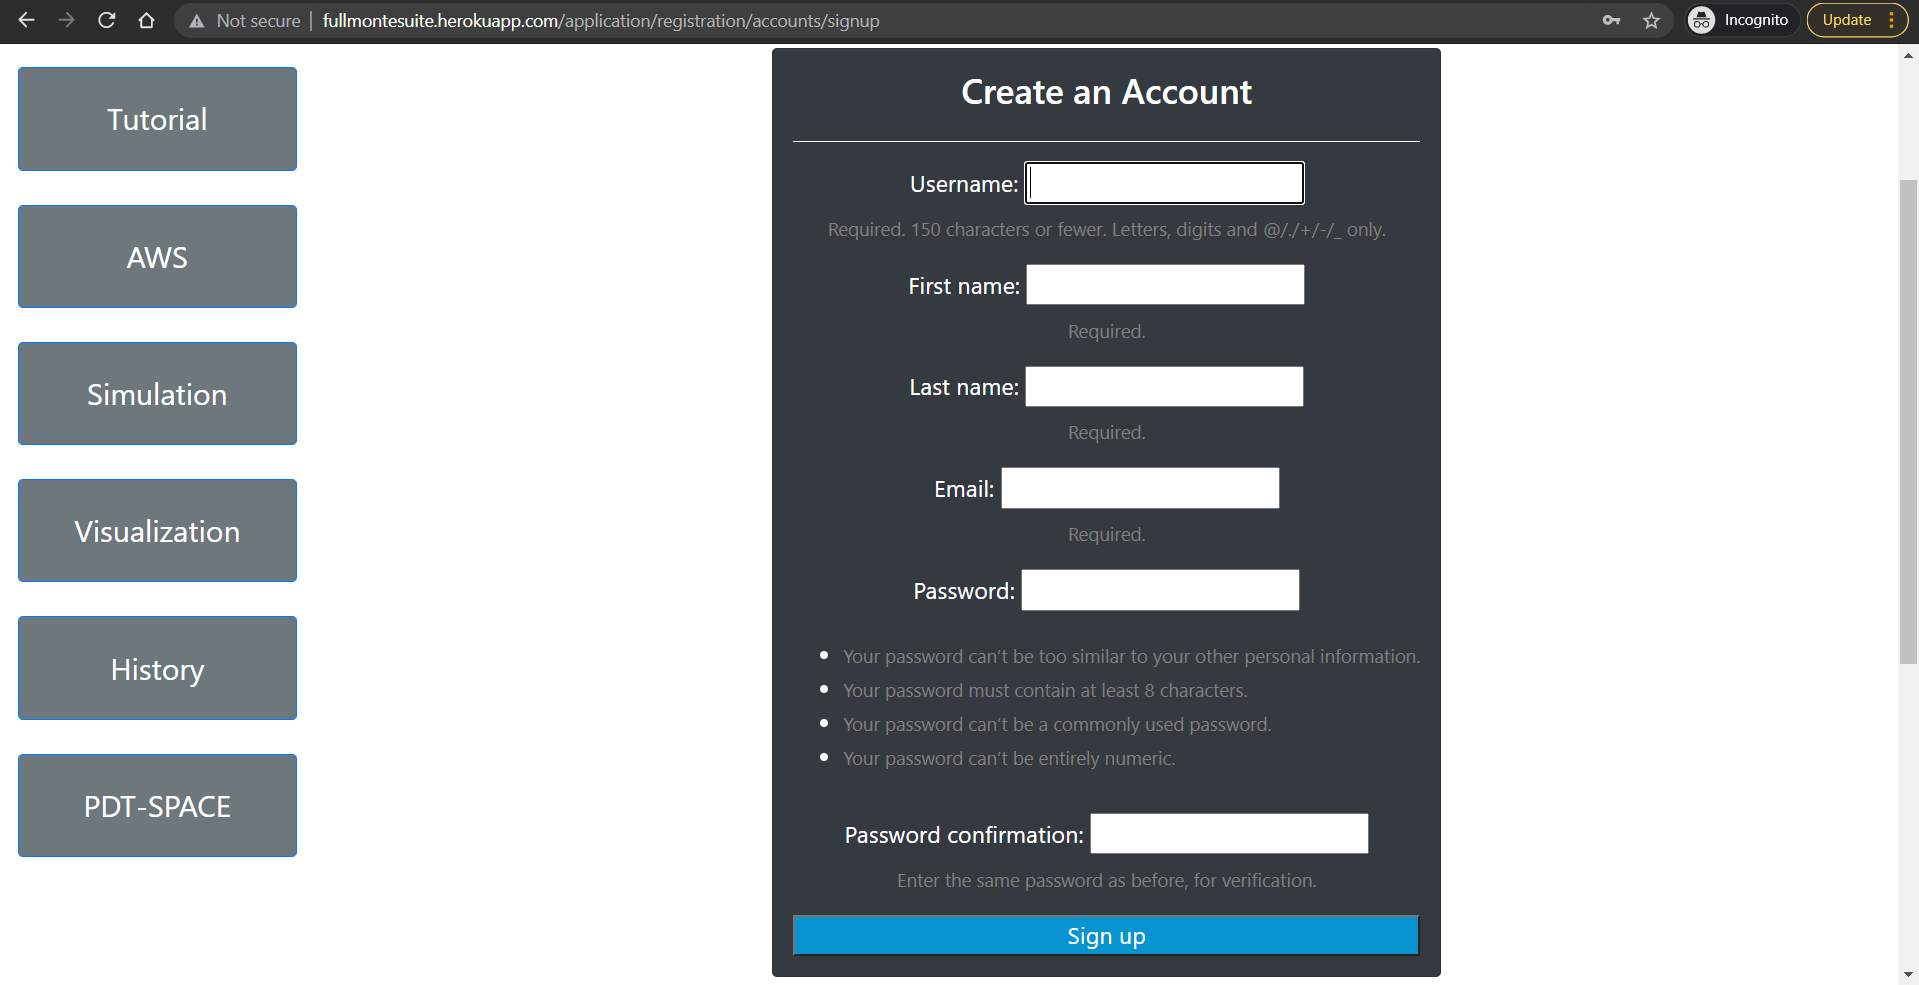 Not secure | fullmontesuite.herokuapp.com/application/registration/accounts/signup
Incognito
Update
Tutorial
AWS
Simulation
Visualization
History
PDT-SPACE
Create an Account
Username:
Required. 150 characters or fewer. Letters, digits and @/./+/-/_ only.
First name:
Required.
Last name:
Required.
Email:
Required.
Password:
Your password can’t be too similar to your other personal information.
Your password must contain at least 8 characters.
Your password can’t be a commonly used password.
Your password can’t be entirely numeric.
Password confirmation:
Enter the same password as before, for verification.
Sign up